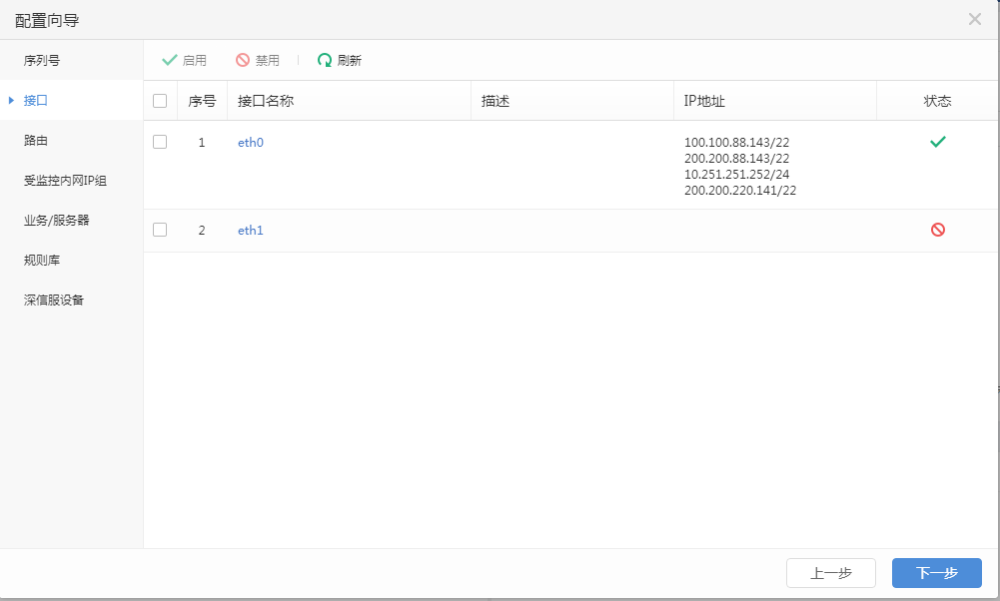 配置向导
序列号
接口
路由
受监控内网IP组
业务/服务器
规则库
深信服设备
启用 禁用 刷新
序号 接口名称 描述 IP地址 状态
1 eth0 100.100.88.143/22
200.200.88.143/22
10.251.251.252/24
200.200.220.141/22
2 eth1
上一步 下一步